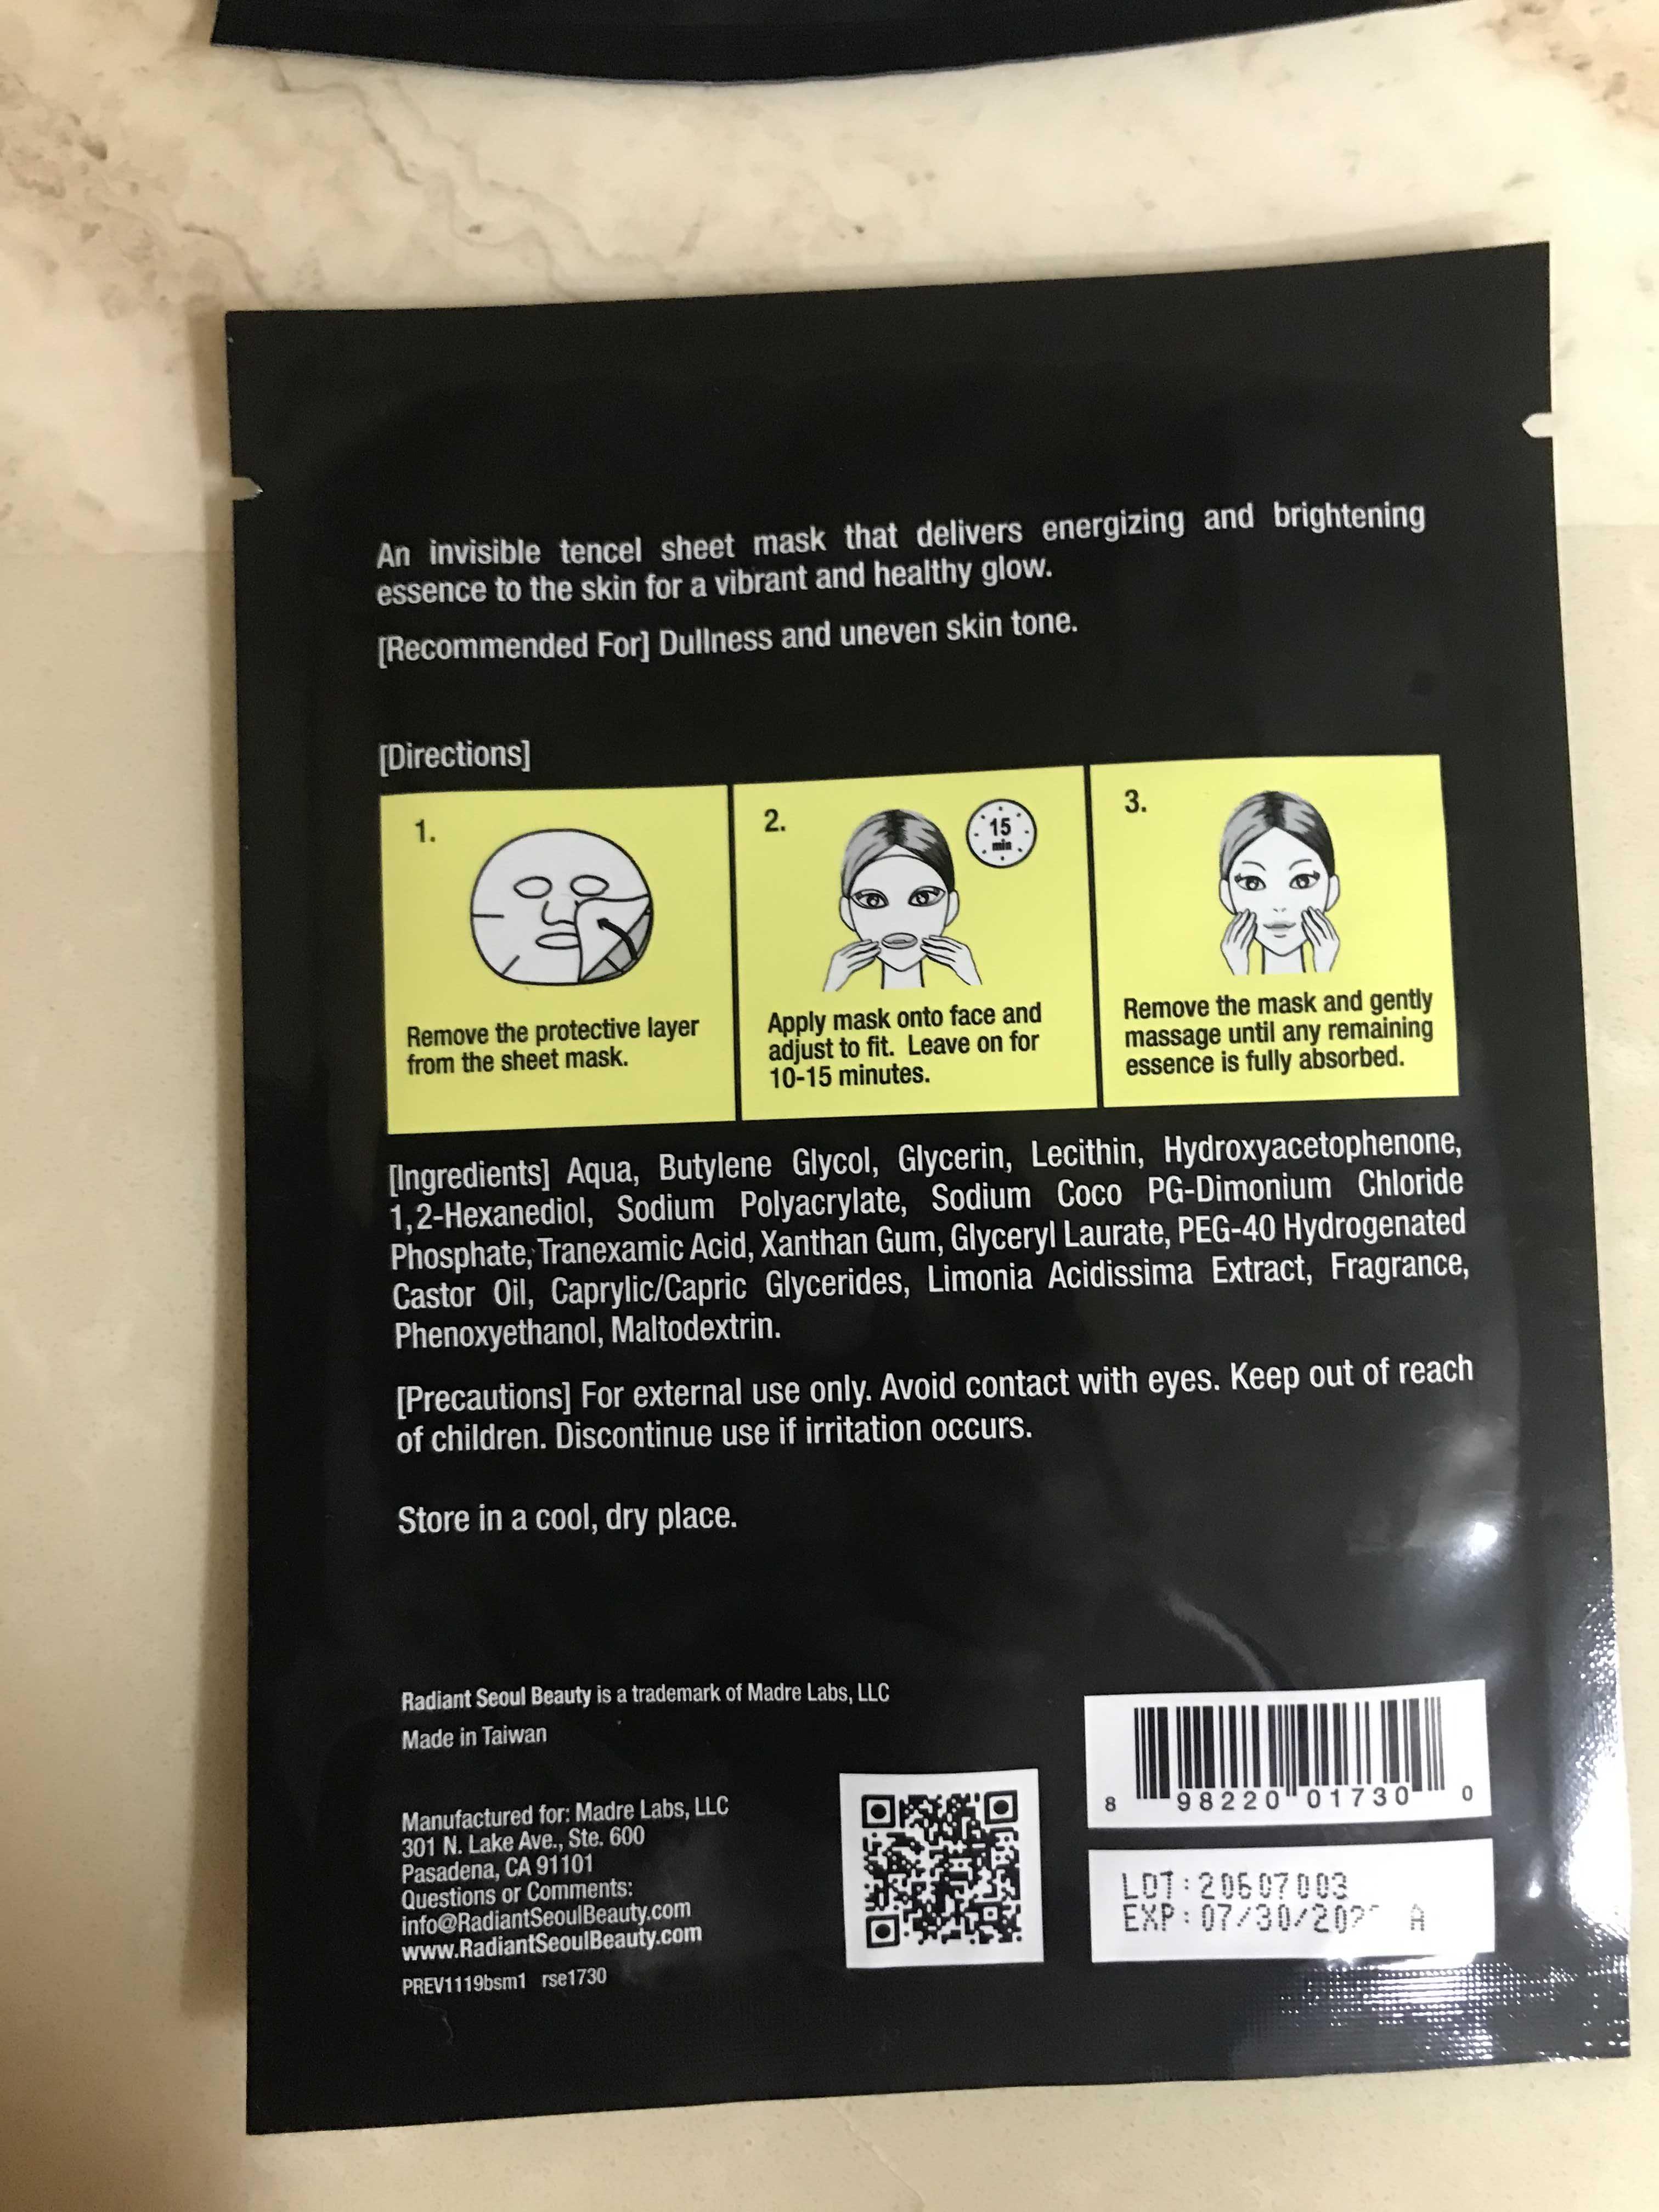 An invisible tencel sheet mask that delivers energizing and brightening
essence to the skin for a vibrant and healthy glow.
[Recommended For] Dullness and uneven skin tone.
[Directions]
1.
Remove the protective layer
from the sheet mask.
2.
15
min
Apply mask onto face and
adjust to fit. Leave on for
10-15 minutes.
3.
Remove the mask and gently
massage until any remaining
essence is fully absorbed.
[Ingredients] Aqua, Butylene Glycol, Glycerin, Lecithin, Hydroxyacetophenone,
1,2-Hexanediol, Sodium Polyacrylate, Sodium Coco PG-Dimonium Chloride
Phosphate, Tranexamic Acid, Xanthan Gum, Glyceryl Laurate, PEG-40 Hydrogenated
Castor Oil, Caprylic/Capric Glycerides, Limonia Acidissima Extract, Fragrance,
Phenoxyethanol, Maltodextrin.
[Precautions] For external use only. Avoid contact with eyes. Keep out of reach
of children. Discontinue use if irritation occurs.
Store in a cool, dry place.
Radiant Seoul Beauty is a trademark of Madre Labs, LLC
Made in Taiwan
Manufactured for: Madre Labs, LLC
301 N. Lake Ave., Ste. 600
Pasadena, CA 91101
Questions or Comments:
info@RadiantSeoulBeauty.com
www.RadiantSeoulBeauty.com
PREV1119bsm1 rse1730
8 98220 01730 0
LOT: 20607003
EXP: A